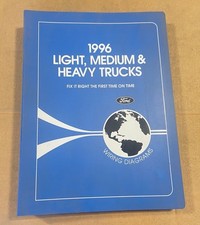 1996
LIGHT, MEDIUM &
HEAVY TRUCKS
FIX IT RIGHT THE FIRST TIME ON TIME
Ford
WIRING DIAGRAMS